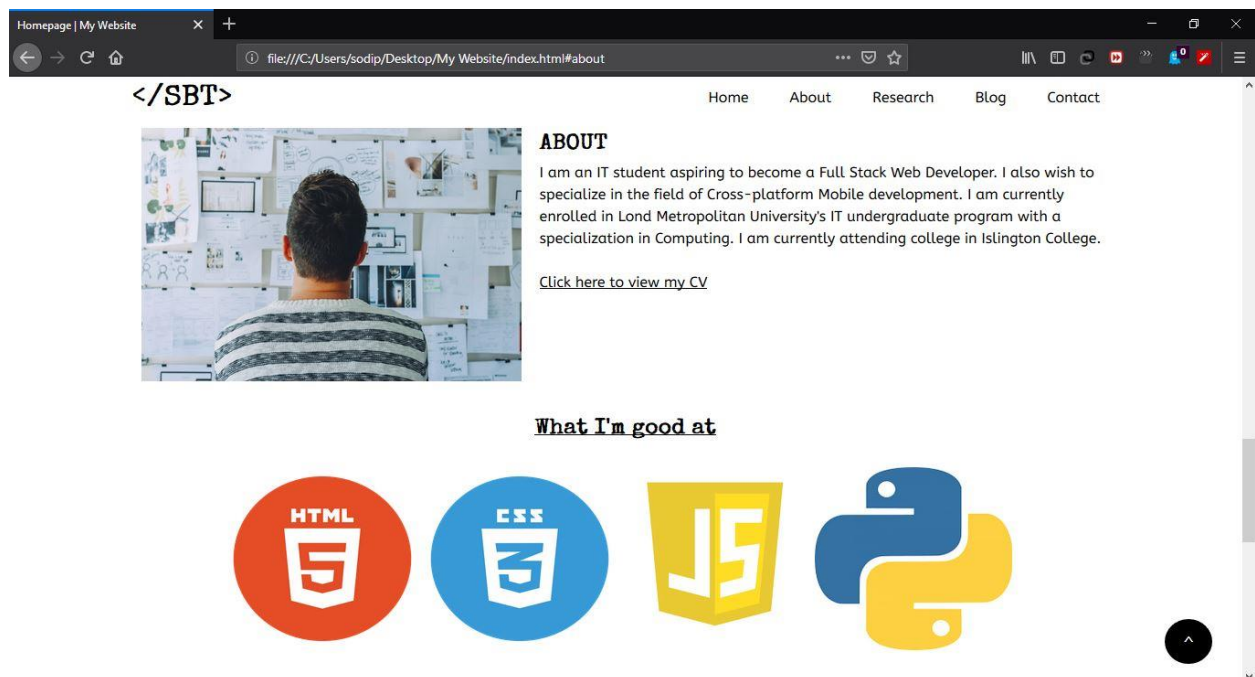 Homepage | My Website
file:///C:/Users/sodip/Desktop/My Website/index.html#about
0
</SBT>
Home About Research Blog Contact
ABOUT
I am an IT student aspiring to become a Full Stack Web Developer. I also wish to
specialize in the field of Cross-platform Mobile development. I am currently
enrolled in Lond Metropolitan University's IT undergraduate program with a
specialization in Computing. I am currently attending college in Islington College.
Click here to view my CV
What I'm good at
HTML
5
CSS
3
JS